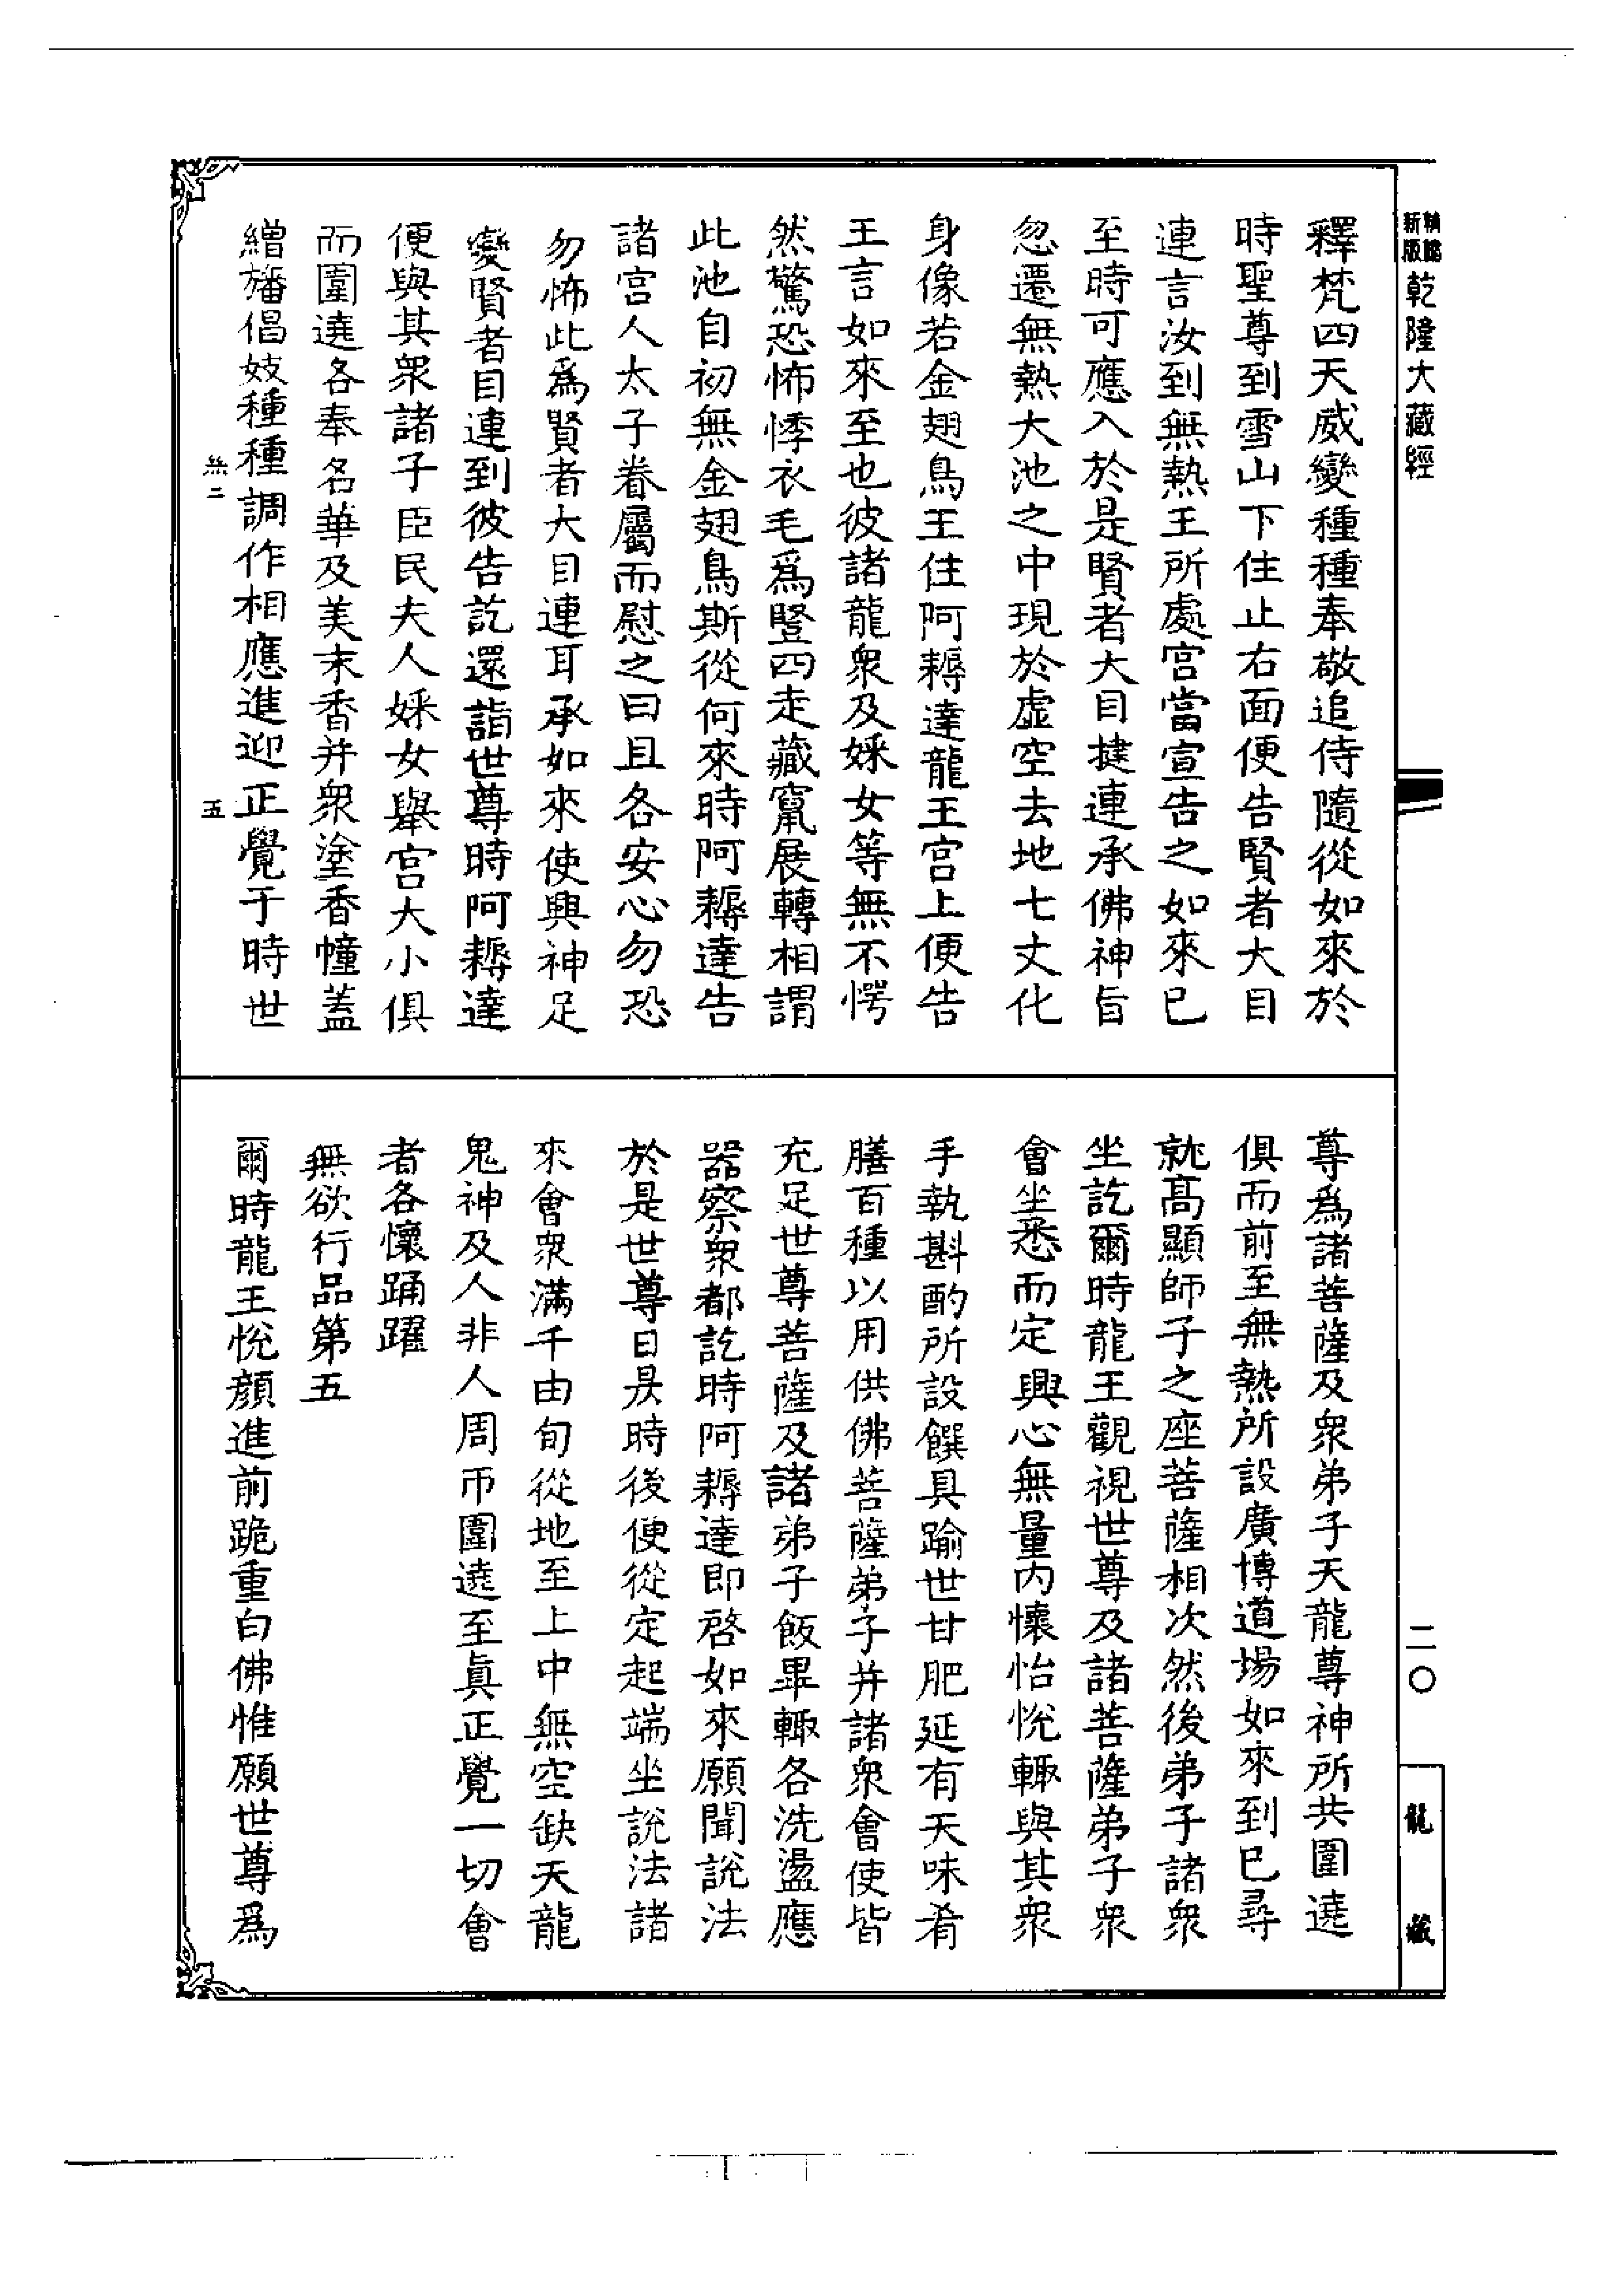 新版
精縮
乾隆大藏經
釋梵四天威變種種奉敬追侍隨從如來於
時聖尊到雪山下住止右面便告賢者大目
連言汝到無熱王所處宮當宣告之如來已
至時可應入於是賢者大目揵連承佛神旨
忽遷無熱大池之中現於虛空去地七丈化
身像若金翅鳥王住阿耨達龍王宮上便告
王言如來至也彼諸龍衆及婇女等無不愕
然驚恐怖悸衣毛爲豎四走藏竄展轉相謂
此池自初無金翅鳥斯從何來時阿耨達告
諸宮人太子眷屬而慰之曰且各安心勿恐
勿怖此爲賢者大目連耳承如來使興神足
變賢者目連到彼告訖還詣世尊時阿耨達
便與其衆諸子臣民夫人婇女舉宮大小俱
而圍遶各奉名華及美末香并衆塗香幢蓋
繒旛倡妓種種調作相應進迎正覺于時世
無二
五
尊爲諸菩薩及衆弟子天龍尊神所共圍遶
俱而前至無熱所設廣博道場如來到已尋
就高顯師子之座菩薩相次然後弟子諸衆
坐訖爾時龍王觀視世尊及諸菩薩弟子衆
會坐悉而定興心無量內懷怡悅輙與其衆
手執斟酌所設饌具踰世甘肥延有天味肴
膳百種以用供佛菩薩弟子并諸衆會使皆
充足世尊菩薩及諸弟子飯畢輙各洗盪應
器察衆都訖時阿耨達即啓如來願聞說法
於是世尊日昃時後便從定起端坐說法諸
來會衆滿千由旬從地至上中無空缺天龍
鬼神及人非人周帀圍遶至眞正覺一切會
者各懷踊躍
無欲行品第五
爾時龍王悅顏進前跪重白佛惟願世尊爲
二〇
龍藏